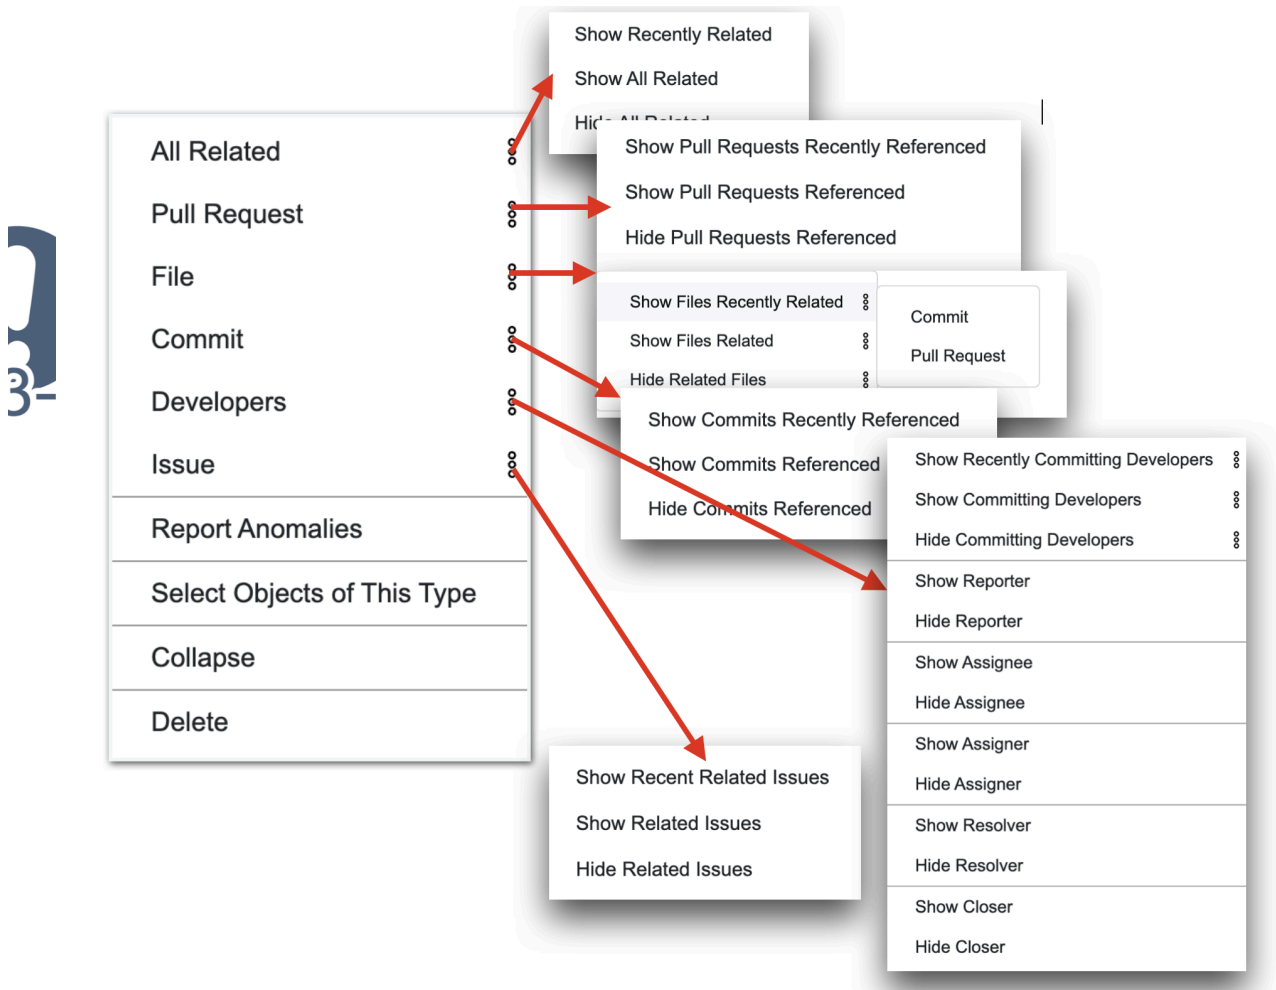 All Related
Pull Request
File
Commit
Developers
Issue
Report Anomalies
Select Objects of This Type
Collapse
Delete
Show Recently Related
Show All Related
Hide All Related
Show Pull Requests Recently Referenced
Show Pull Requests Referenced
Hide Pull Requests Referenced
Show Files Recently Related
Show Files Related
Hide Related Files
Commit
Pull Request
Show Commits Recently Referenced
Show Commits Referenced
Hide Commits Referenced
Show Recently Committing Developers
Show Committing Developers
Hide Committing Developers
Show Reporter
Hide Reporter
Show Assignee
Hide Assignee
Show Assigner
Hide Assigner
Show Resolver
Hide Resolver
Show Closer
Hide Closer
Show Recent Related Issues
Show Related Issues
Hide Related Issues
3-